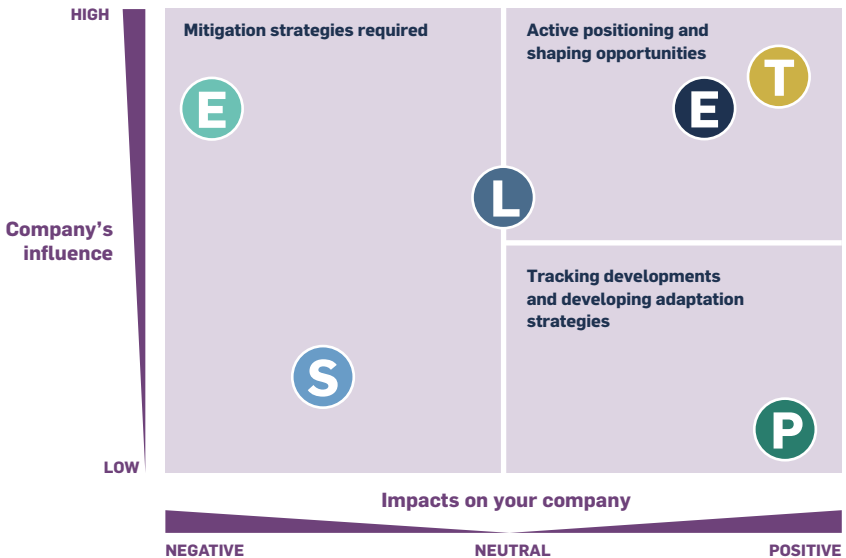 HIGH
Mitigation strategies required
Active positioning and
shaping opportunities
T
E
E
L
Company’s
influence
Tracking developments
and developing adaptation
strategies
S
P
LOW
Impacts on your company
NEGATIVE
NEUTRAL
POSITIVE